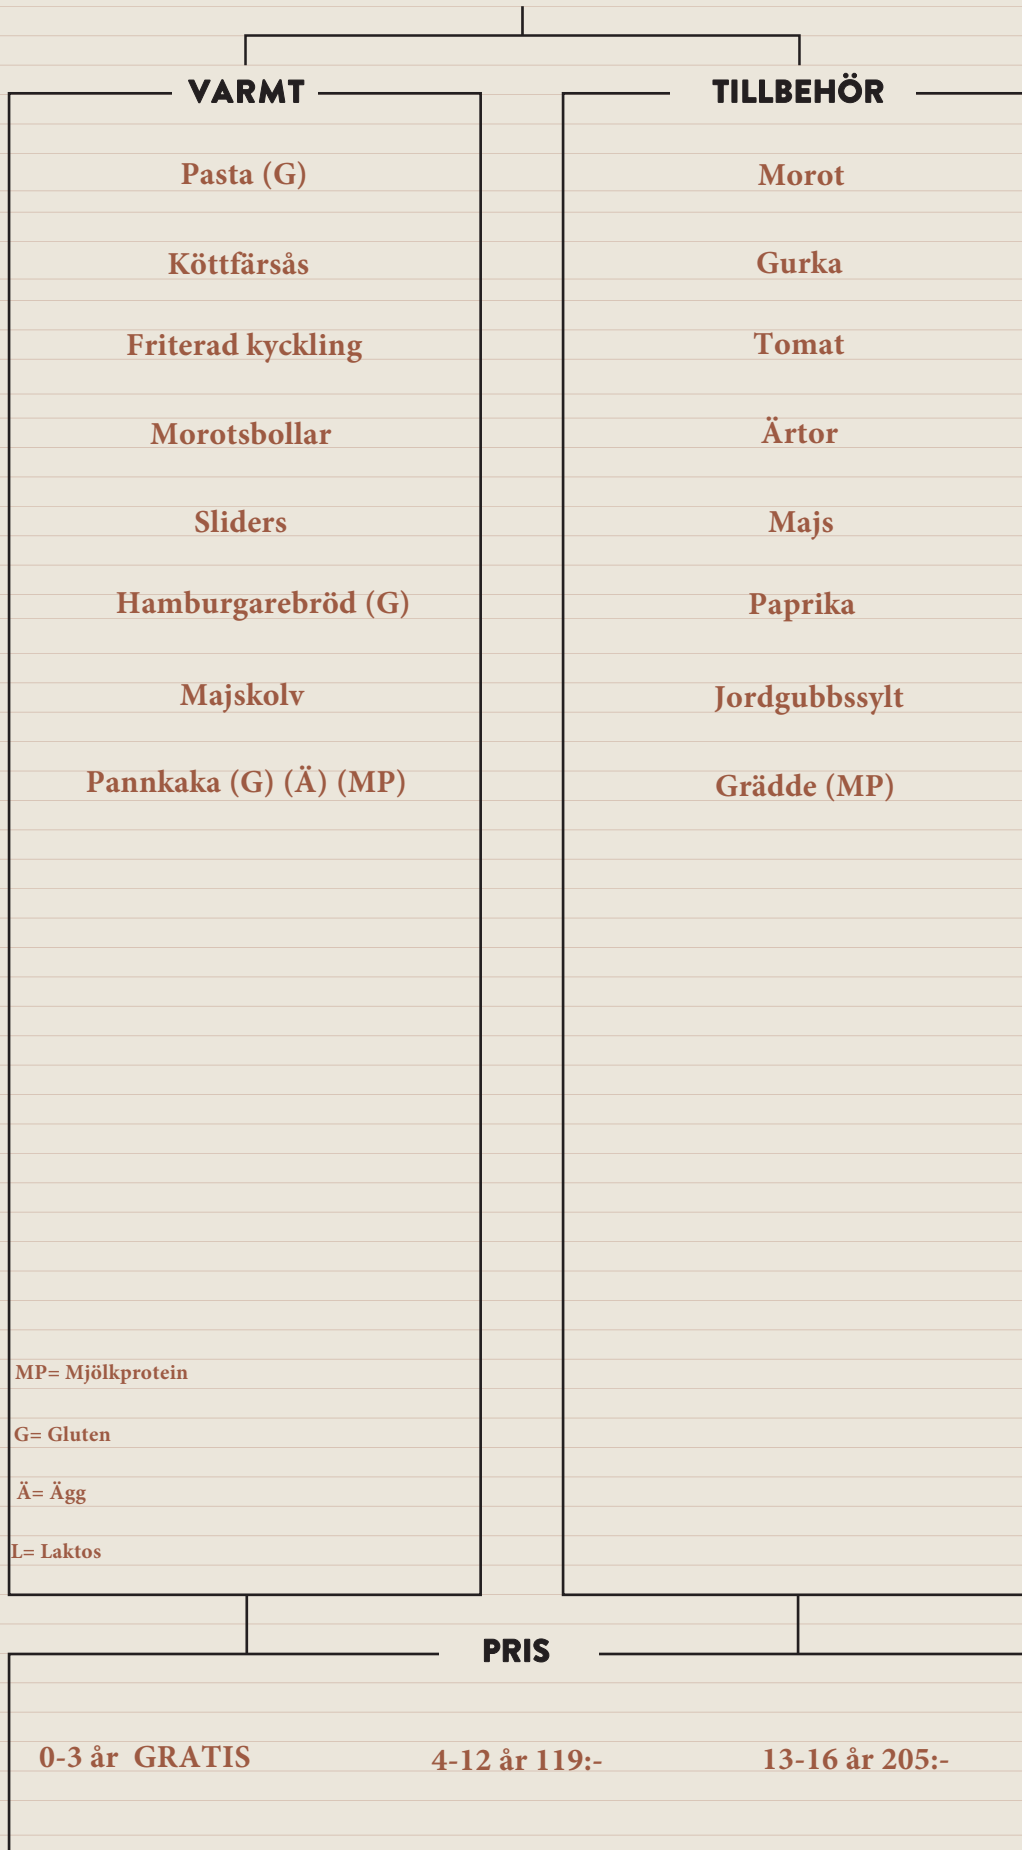 VARMT
Pasta (G)
Köttfärsås
Friterad kyckling
Morotsbollar
Sliders
Hamburgarebröd (G)
Majskolv
Pannkaka (G) (Ä) (MP)
MP= Mjölkprotein
G= Gluten
Ä= Ägg
L= Laktos
TILLBEHÖR
Morot
Gurka
Tomat
Ärtor
Majs
Paprika
Jordgubbssylt
Grädde (MP)
PRIS
0-3 år GRATIS
4-12 år 119:-
13-16 år 205:-